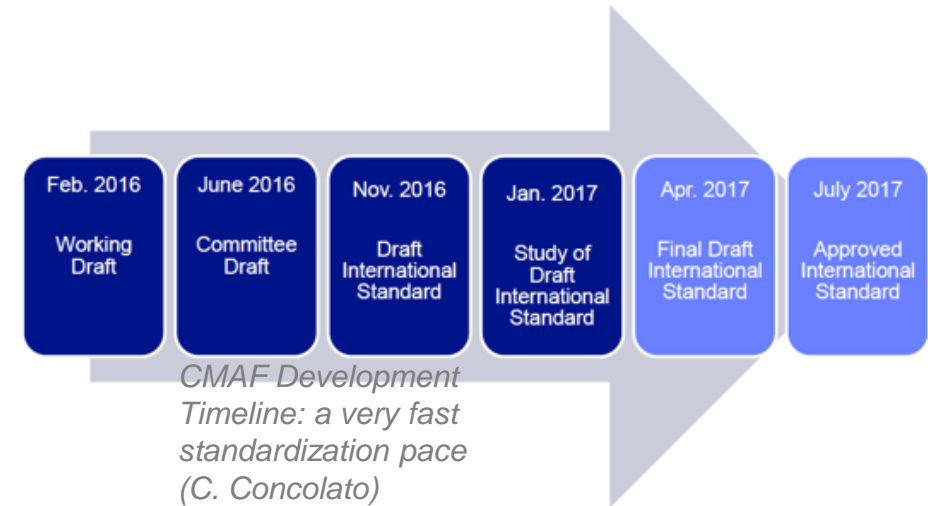 Feb. 2016
Working
Draft
June 2016
Committee
Draft
Nov. 2016
Draft
International
Standard
Jan. 2017
Study of
Draft
International
Standard
Apr. 2017
Final Draft
International
Standard
July 2017
Approved
International
Standard
CMAF Development
Timeline: a very fast
standardization pace
(C. Concolato)